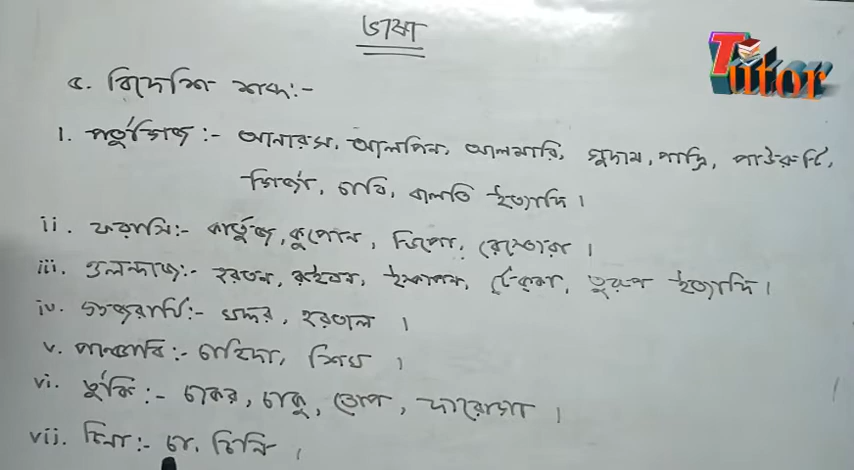 ভাষা
Tutor
৫. বিদেশি শব্দ:-
i. পর্তুগিজ :- আনারস, আলপিন, আলমারি, গুদাম, পাদ্রি, পাউরুটি,
গির্জা, চাবি, বালতি ইত্যাদি।
ii. ফরাসি:- কার্তুজ, কুপোন, ডিপো, রেস্তোরা।
iii. ওলন্দাজ:- হরতন, রুইতন, ইস্কাপন, টেক্কা, তুরুপ ইত্যাদি।
iv. গুজরাটি:- খদ্দর, হরতাল।
v. পাঞ্জাবি:- চাহিদা, শিখ।
vi. তুর্কি:- চাকর, চাকু, তোপ, দারোগা।
vii. চিনা:- চা, চিনি।